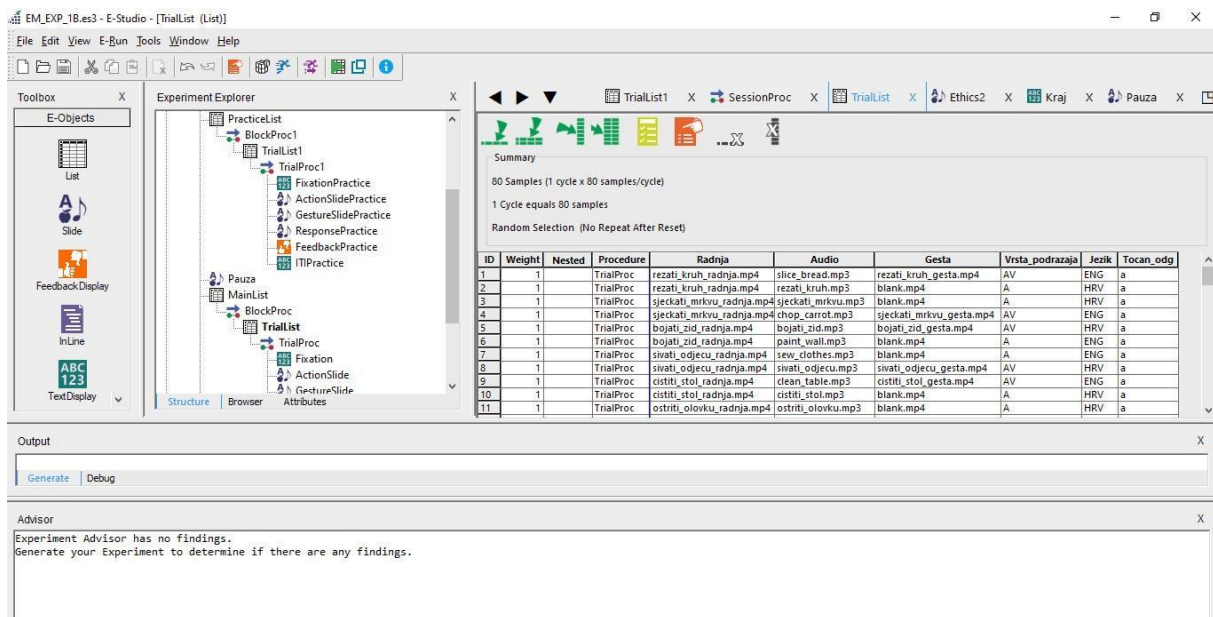 EM_EXP_1B.es3 - E-Studio - [TrialList (List)]
File Edit View E-Run Tools Window Help
Toolbox X
E-Objects
List
Slide
FeedbackDisplay
InLine
ABC
123
TextDisplay
Experiment Explorer X
PracticeList
BlockProc1
TrialList1
TrialProc1
FixationPractice
ActionSlidePractice
GestureSlidePractice
ResponsePractice
FeedbackPractice
ITIPractice
Pauza
MainList
BlockProc
TrialList
TrialProc
Fixation
ActionSlide
GestureSlide
Structure Browser Attributes
TrialList1 X SessionProc X TrialList X Ethics2 X Kraj X Pauza X
Summary
80 Samples (1 cycle x 80 samples/cycle)
1 Cycle equals 80 samples
Random Selection (No Repeat After Reset)
ID Weight Nested Procedure Radnja Audio Gesta Vrsta_podrazaja Jezik Tocan_odg
1 1 TrialProc rezati_kruh_radnja.mp4 slice_bread.mp3 rezati_kruh_gesta.mp4 AV ENG a
2 1 TrialProc rezati_kruh_radnja.mp4 rezati_kruh.mp3 blank.mp4 A HRV a
3 1 TrialProc sjeckati_mrkvu_radnja.mp4 sjeckati_mrkvu.mp3 blank.mp4 A HRV a
4 1 TrialProc sjeckati_mrkvu_radnja.mp4 chop_carrot.mp3 sjeckati_mrkvu_gesta.mp4 AV ENG a
5 1 TrialProc bojati_zid_radnja.mp4 bojati_zid.mp3 bojati_zid_gesta.mp4 AV HRV a
6 1 TrialProc bojati_zid_radnja.mp4 paint_wall.mp3 blank.mp4 A ENG a
7 1 TrialProc sivati_odjecu_radnja.mp4 sew_clothes.mp3 blank.mp4 A ENG a
8 1 TrialProc sivati_odjecu_radnja.mp4 sivati_odjecu.mp3 sivati_odjecu_gesta.mp4 AV HRV a
9 1 TrialProc cistiti_stol_radnja.mp4 clean_table.mp3 cistiti_stol_gesta.mp4 AV ENG a
10 1 TrialProc cistiti_stol_radnja.mp4 cistiti_stol.mp3 blank.mp4 A HRV a
11 1 TrialProc ostriti_olovku_radnja.mp4 ostriti_olovku.mp3 blank.mp4 A HRV a
Output X
Generate Debug
Advisor X
Experiment Advisor has no findings.
Generate your Experiment to determine if there are any findings.